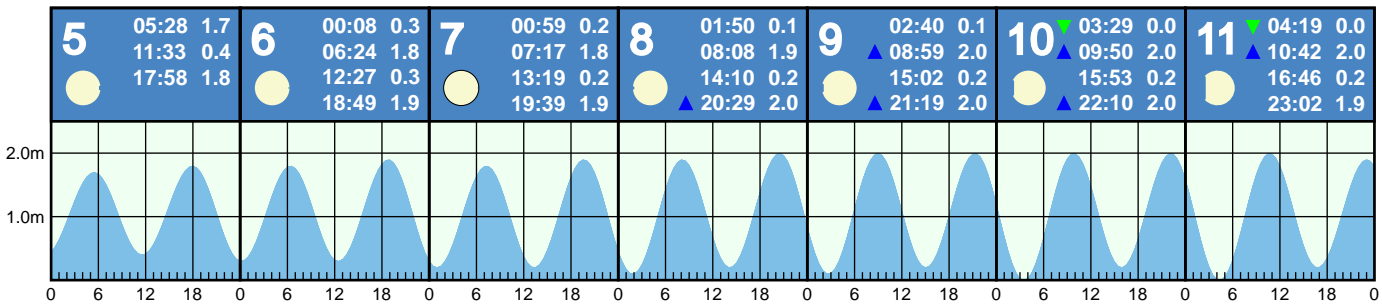 5
05:28 1.7
11:33 0.4
17:58 1.8
6
00:08 0.3
06:24 1.8
12:27 0.3
18:49 1.9
7
00:59 0.2
07:17 1.8
13:19 0.2
19:39 1.9
8
01:50 0.1
08:08 1.9
14:10 0.2
▲ 20:29 2.0
9
02:40 0.1
▲ 08:59 2.0
15:02 0.2
▲ 21:19 2.0
10
▼ 03:29 0.0
▲ 09:50 2.0
15:53 0.2
▲ 22:10 2.0
11
▼ 04:19 0.0
▲ 10:42 2.0
16:46 0.2
23:02 1.9
2.0m
1.0m
0 6 12 18 0 6 12 18 0 6 12 18 0 6 12 18 0 6 12 18 0 6 12 18 0 6 12 18 0